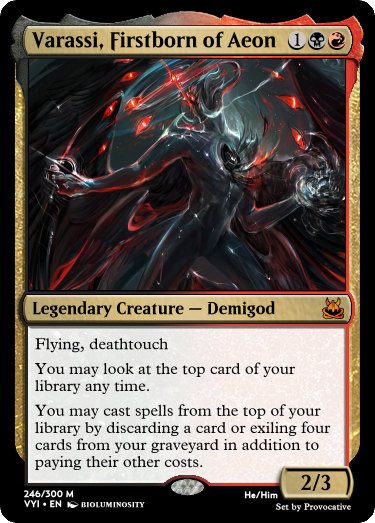 Varassi, Firstborn of Aeon 1
Legendary Creature — Demigod
Flying, deathtouch
You may look at the top card of your
library any time.
You may cast spells from the top of your
library by discarding a card or exiling four
cards from your graveyard in addition to
paying their other costs.
2/3
246/300 M
VYI • EN BIOLUMINOSITY
He/Him
Set by Provocative